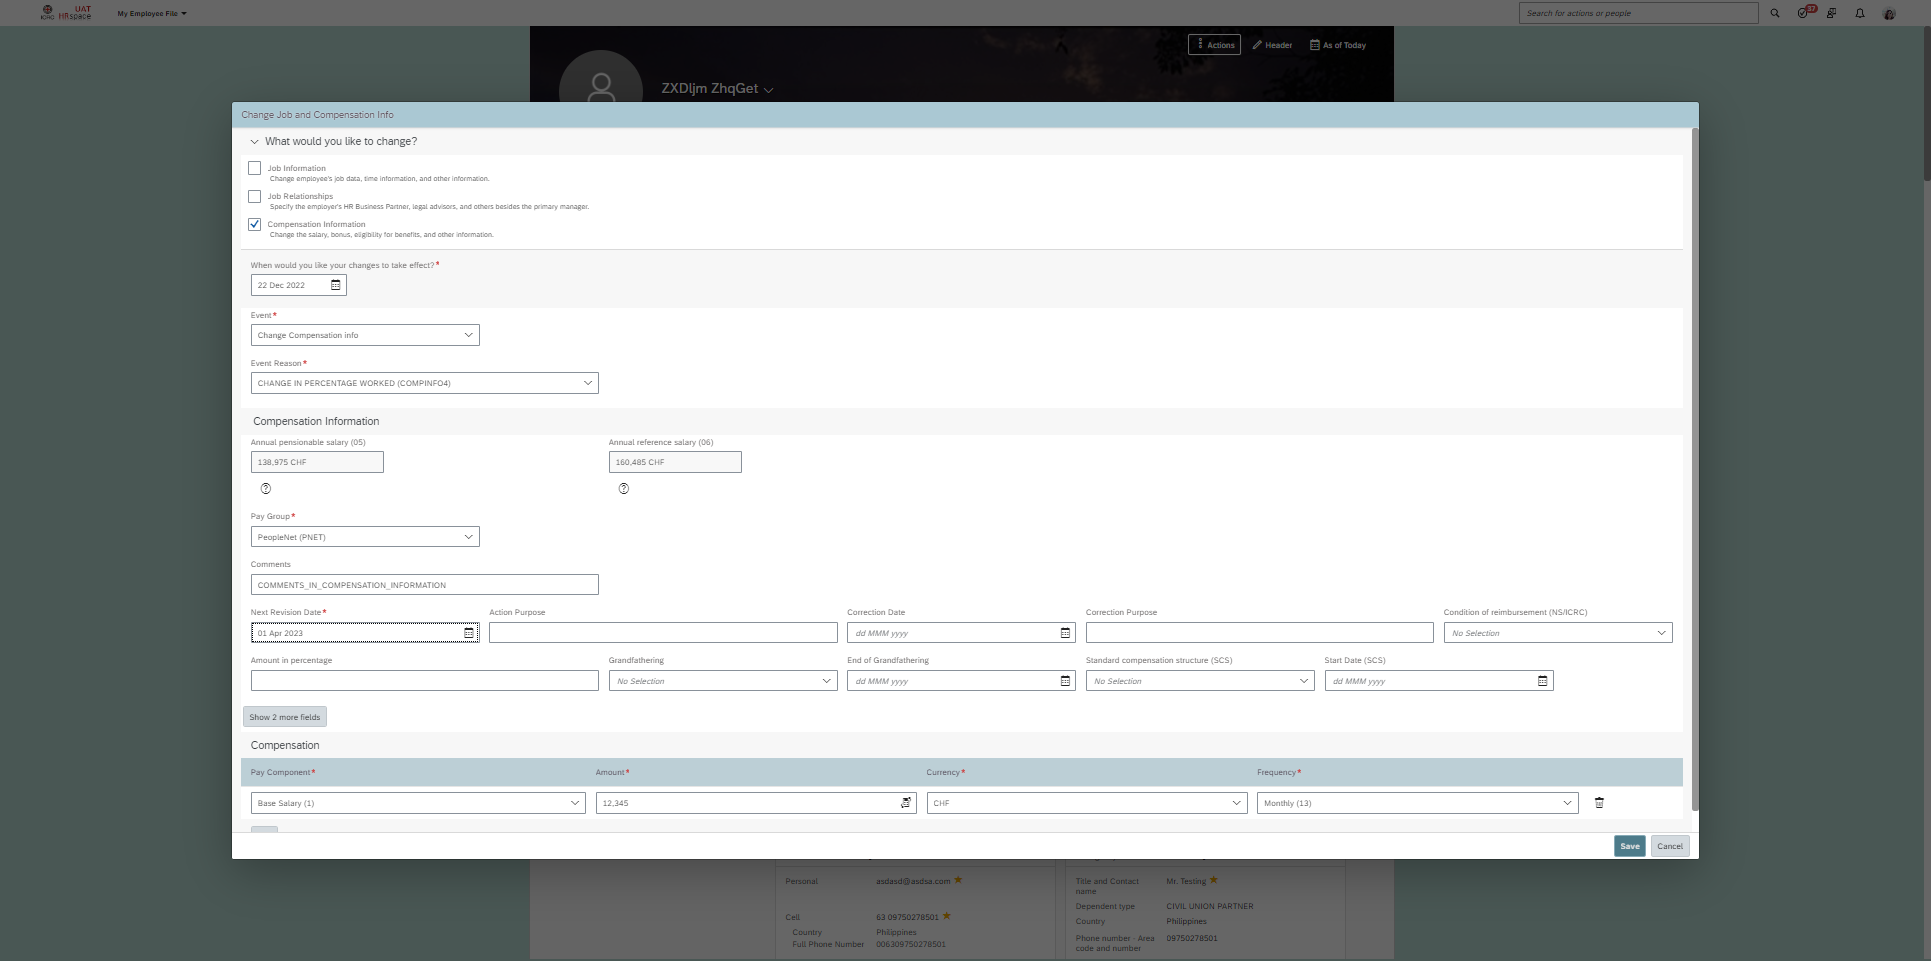 ICRC UAT HRspace My Employee File Search for actions or people 37
Actions Header As of Today
ZXDljm ZhqGet
Change Job and Compensation Info
What would you like to change?
Job Information
Change employee's job data, time information, and other information.
Job Relationships
Specify the employer's HR Business Partner, legal advisors, and others besides the primary manager.
Compensation Information
Change the salary, bonus, eligibility for benefits, and other information.
When would you like your changes to take effect?*
22 Dec 2022
Event*
Change Compensation info
Event Reason*
CHANGE IN PERCENTAGE WORKED (COMPINFO4)
Compensation Information
Annual pensionable salary (05) Annual reference salary (06)
138,975 CHF 160,485 CHF
Pay Group*
PeopleNet (PNET)
Comments
COMMENTS_IN_COMPENSATION_INFORMATION
Next Revision Date* Action Purpose Correction Date Correction Purpose Condition of reimbursement (NS/ICRC)
01 Apr 2023 dd MMM yyyy No Selection
Amount in percentage Grandfathering End of Grandfathering Standard compensation structure (SCS) Start Date (SCS)
No Selection dd MMM yyyy No Selection dd MMM yyyy
Show 2 more fields
Compensation
Pay Component* Amount* Currency* Frequency*
Base Salary (1) 12,345 CHF Monthly (13)
Save Cancel
Personal asdasd@asdsa.com Title and Contact name Mr. Testing
Dependent type CIVIL UNION PARTNER
Cell 63 09750278501 Country Philippines
Country Philippines Phone number - Area code and number 09750278501
Full Phone Number 006309750278501